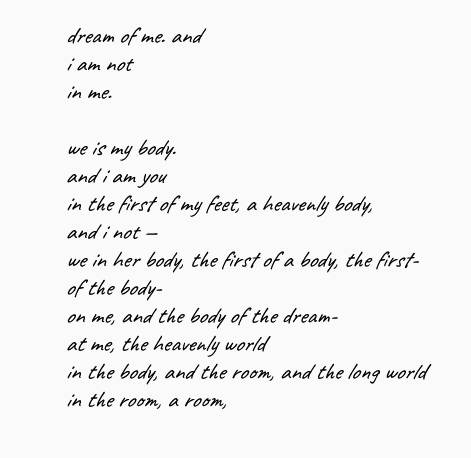 dream of me. and
i am not
in me.

we is my body.
and i am you
in the first of my feet, a heavenly body,
and i not –
we in her body, the first of a body, the first-
of the body-
on me, and the body of the dream-
at me, the heavenly world
in the body, and the room, and the long world
in the room, a room,